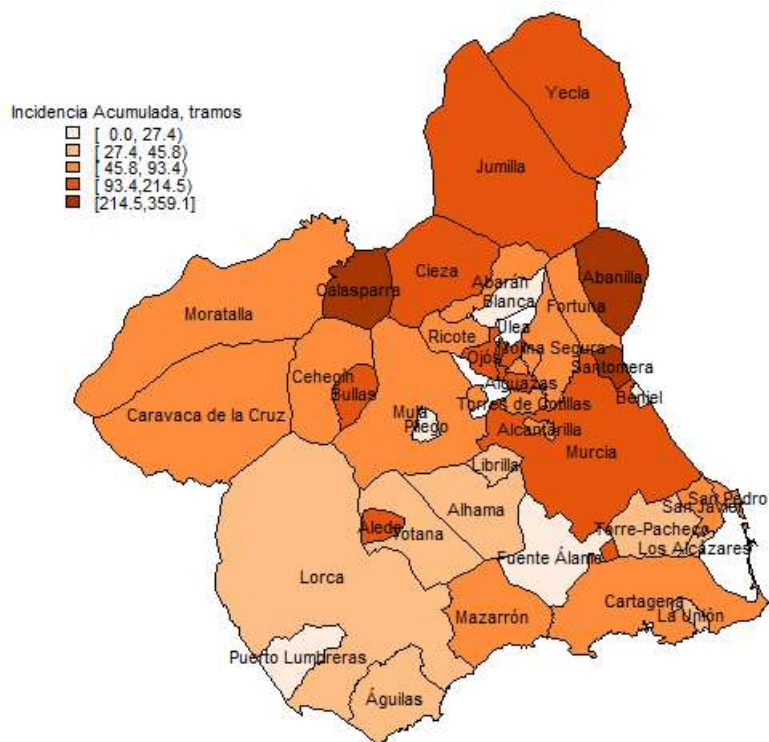 Incidencia Acumulada, tramos
[ 0.0, 27.4)
[ 27.4, 45.8)
[ 45.8, 93.4)
[ 93.4,214.5)
[214.5,359.1]
Yecla
Jumilla
Cieza
Calasparra
Abarán
Abanilla
Blanca
Fortuna
Moratalla
Ulea
Ricote
Molina Segura
Ojós
Santomera
Cehegín
Bullas
Alguazas
Beniel
Caravaca de la Cruz
Mula
Torres de Cotillas
Pliego
Alcantarilla
Murcia
Librilla
San Pedro
San Javier
Alhama
Aledo
Totana
Torre-Pacheco
Los Alcázares
Fuente Álamo
Lorca
Cartagena
La Unión
Mazarrón
Puerto Lumbreras
Águilas